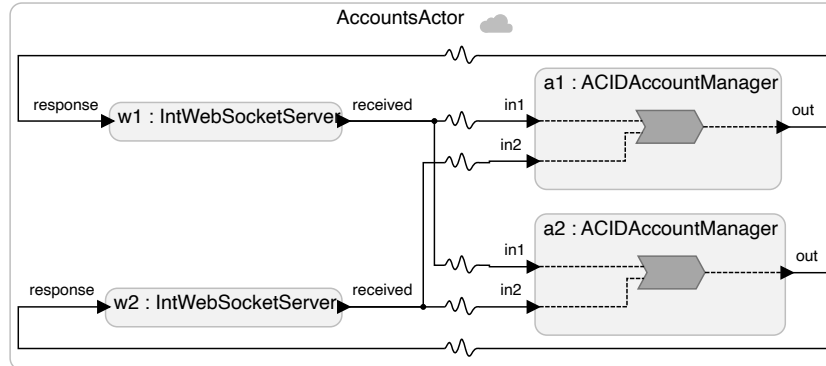 AccountsActor
a1 : ACIDAccountManager
response
w1 : IntWebSocketServer
received
in1
out
in2
a2 : ACIDAccountManager
in1
out
response
w2 : IntWebSocketServer
received
in2